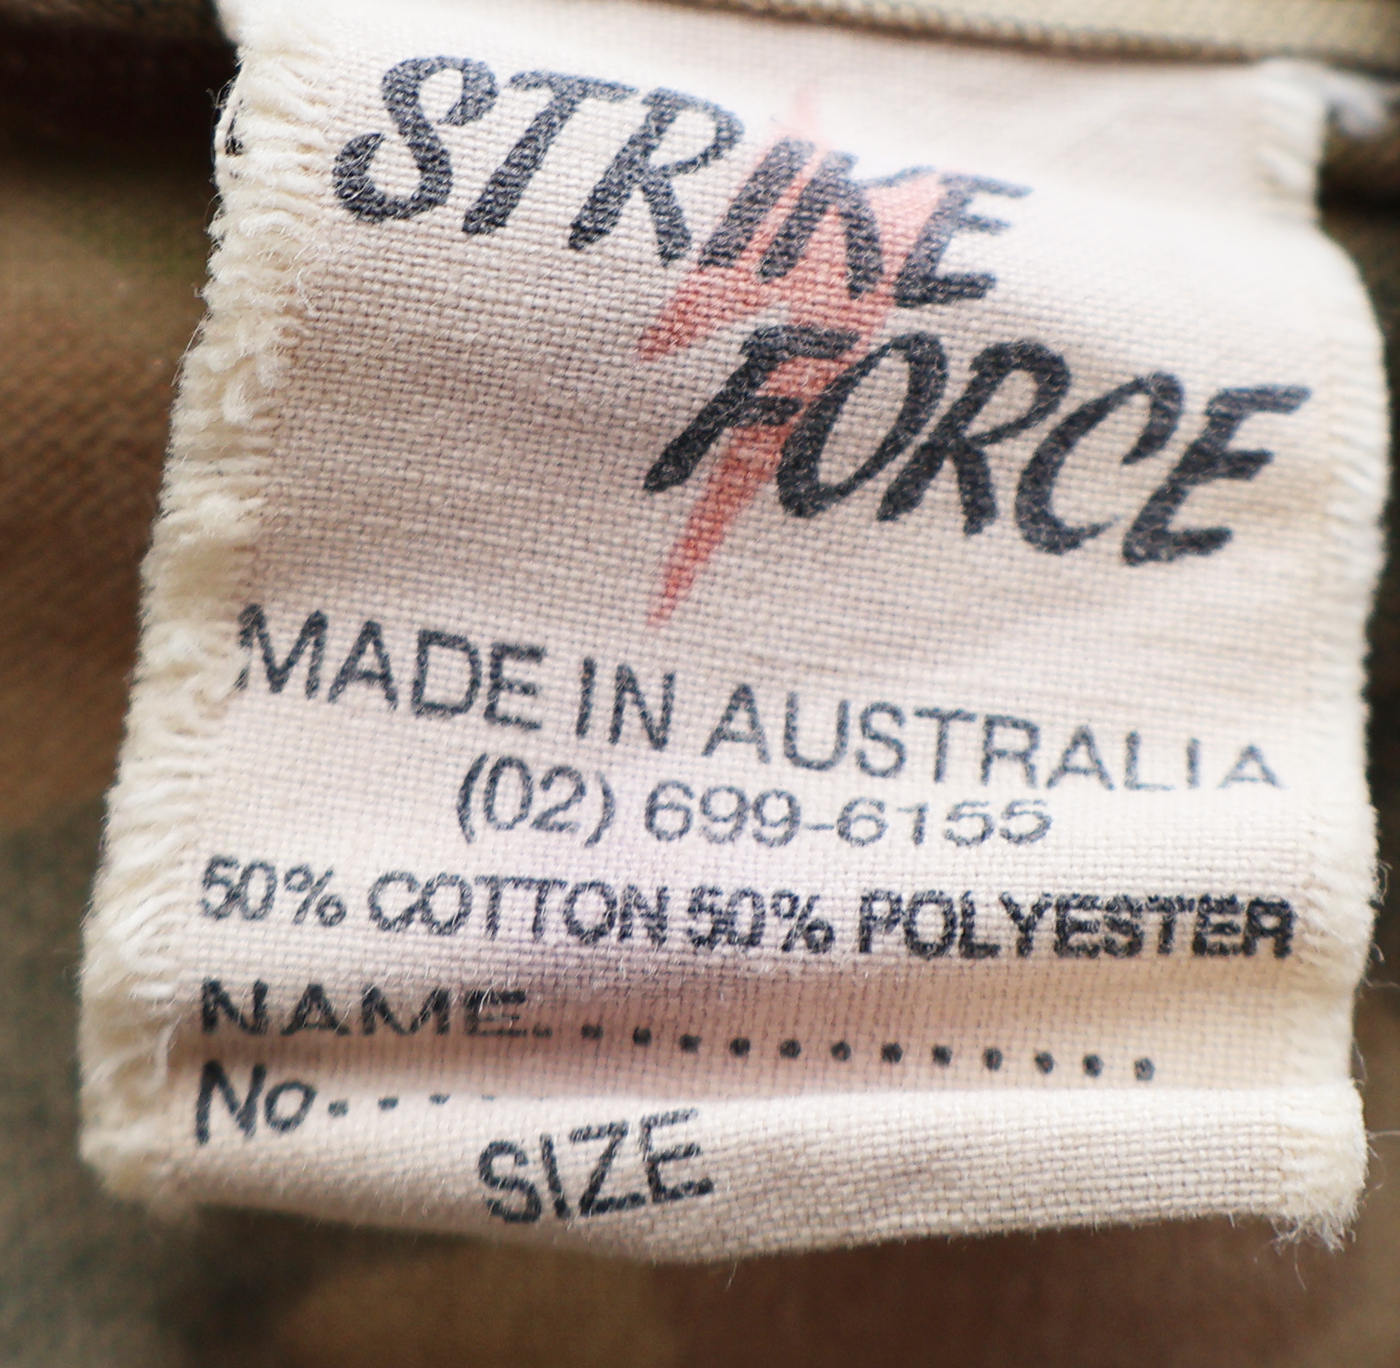 STRIKE
FORCE
MADE IN AUSTRALIA
(02) 699-6155
50% COTTON 50% POLYESTER
NAME.............
No....
SIZE